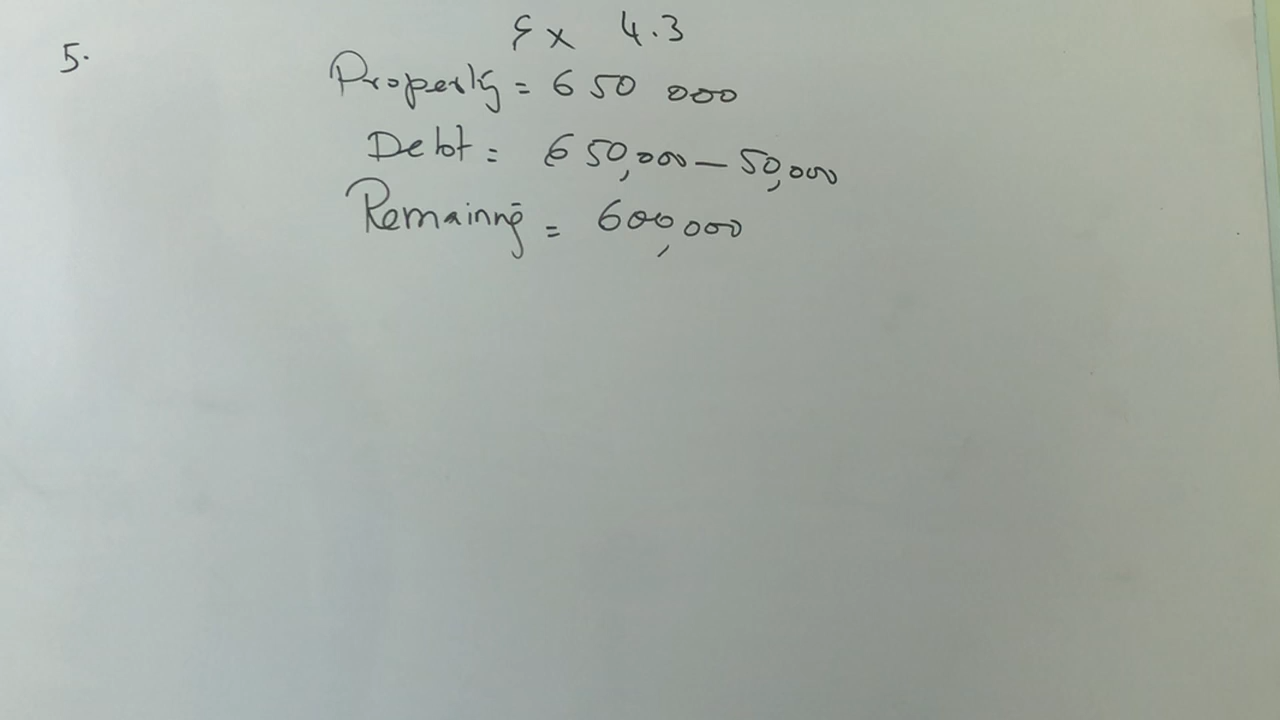 Ex 4.3
5.
Property = 650 000
Debt = 650,000 – 50,000
Remaining = 600,000